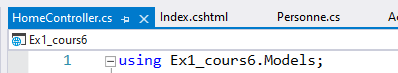 HomeController.cs Index.cshtml Personne.cs
Ex1_cours6
1 using Ex1_cours6.Models;